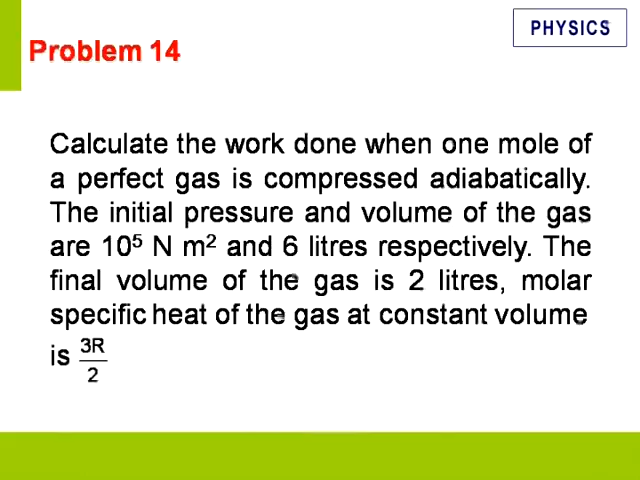 PHYSICS
Problem 14
Calculate the work done when one mole of
a perfect gas is compressed adiabatically.
The initial pressure and volume of the gas
are 10⁵ N m² and 6 litres respectively. The
final volume of the gas is 2 litres, molar
specific heat of the gas at constant volume
is 3R/2